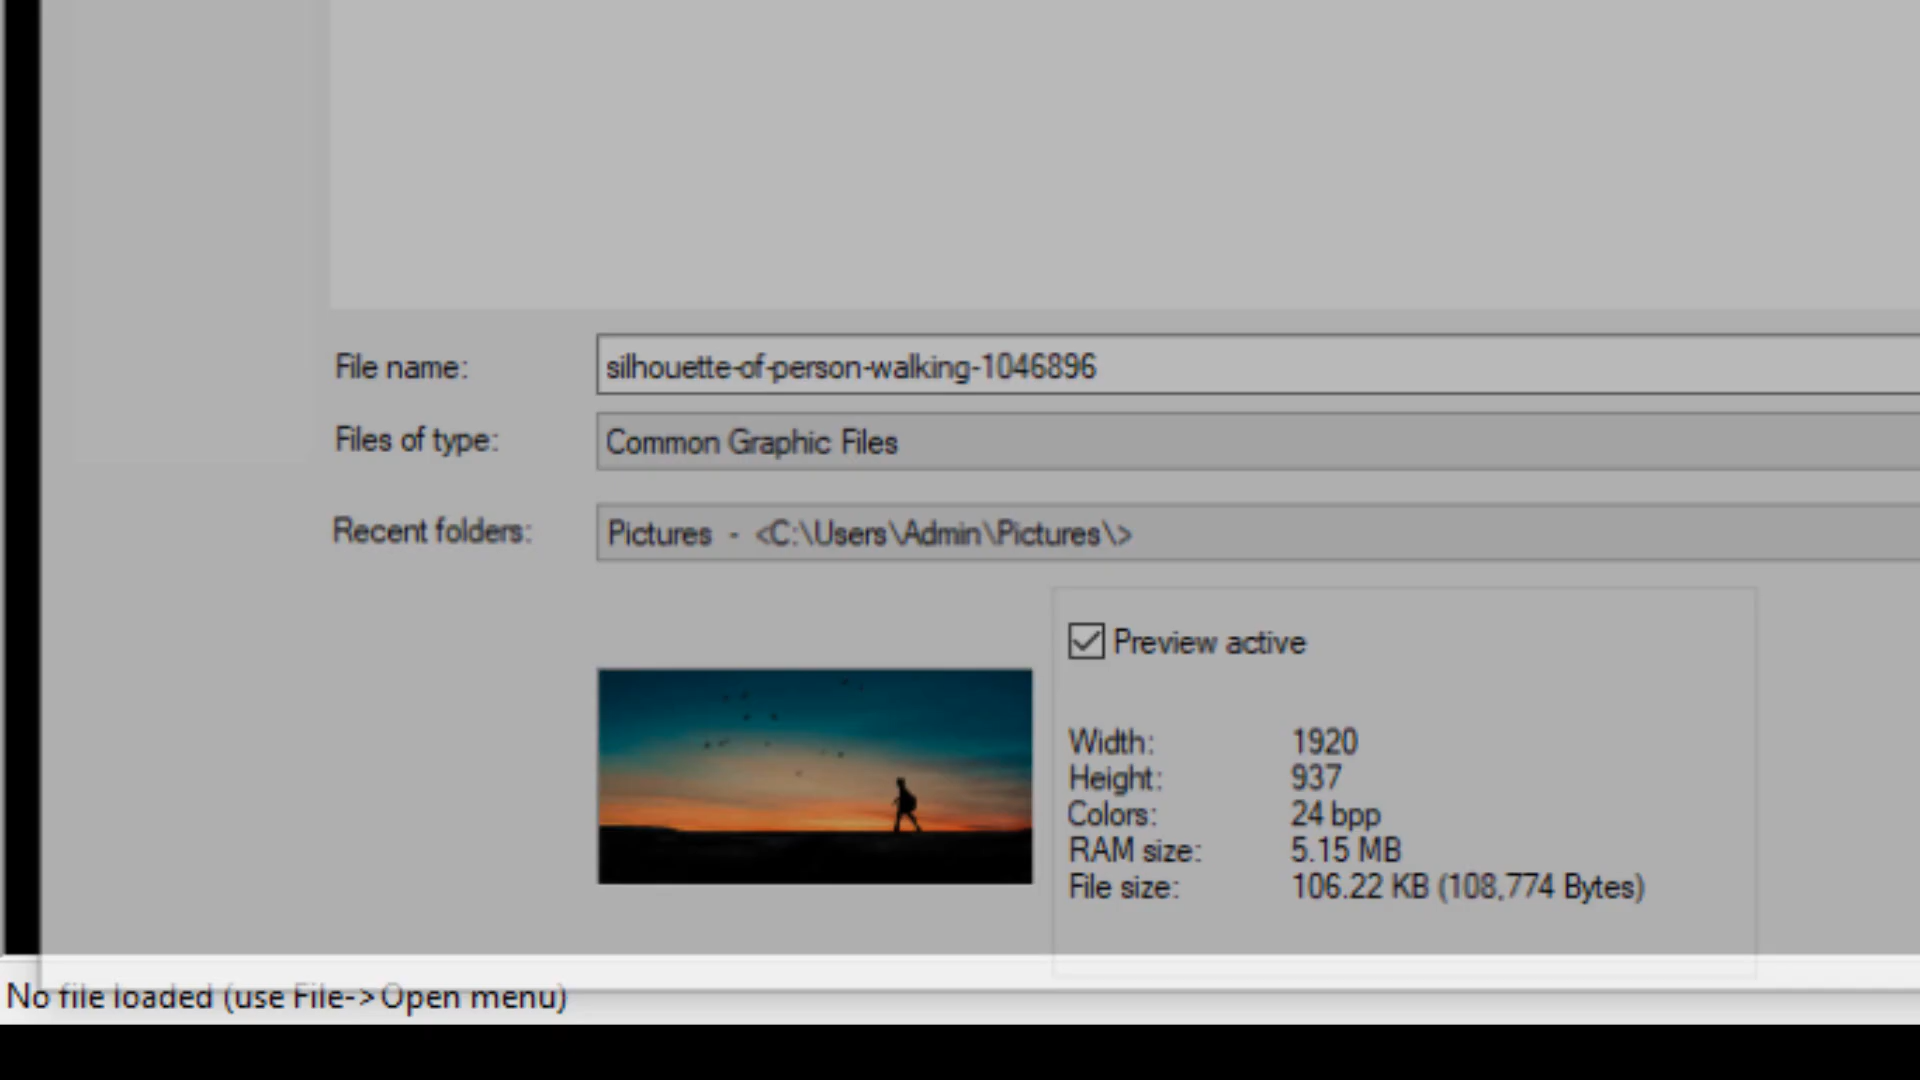 File name: silhouette-of-person-walking-1046896
Files of type: Common Graphic Files
Recent folders: Pictures - <C:\Users\Admin\Pictures\>
Preview active
Width: 1920
Height: 937
Colors: 24 bpp
RAM size: 5.15 MB
File size: 106.22 KB (108,774 Bytes)
No file loaded (use File->Open menu)